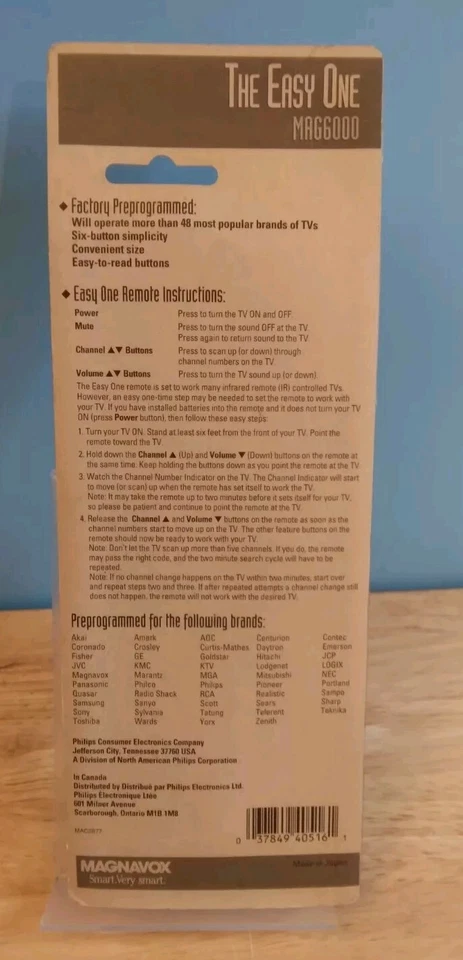 THE EASY ONE
MAG6000
◆ Factory Preprogrammed:
Will operate more than 48 most popular brands of TVs
Six-button simplicity
Convenient size
Easy-to-read buttons
◆ Easy One Remote Instructions:
Power Press to turn the TV ON and OFF.
Mute Press to turn the sound OFF at the TV.
Press again to return sound to the TV.
Channel ▲▼ Buttons Press to scan up (or down) through
channel numbers on the TV.
Volume ▲▼ Buttons Press to turn the TV sound up (or down).
The Easy One remote is set to work many infrared remote (IR) controlled TVs.
However, an easy one-time step may be needed to set the remote to work with
your TV. If you have installed batteries into the remote and it does not turn your TV
ON (press Power button), then follow these easy steps:
1. Turn your TV ON. Stand at least six feet from the front of your TV. Point the
remote toward the TV.
2. Hold down the Channel ▲ (Up) and Volume ▼ (Down) buttons on the remote at
the same time. Keep holding the buttons down as you point the remote at the TV.
3. Watch the Channel Number Indicator on the TV. The Channel Indicator will start
to move (or scan) up when the remote has set itself to work the TV.
Note: It may take the remote up to two minutes before it sets itself for your TV,
so please be patient and continue to point the remote at the TV.
4. Release the Channel ▲ and Volume ▼ buttons on the remote as soon as the
channel numbers start to move up on the TV. The other feature buttons on the
remote should now be ready to work with your TV.
Note: Don't let the TV scan up more than five channels. If you do, the remote
may pass the right code, and the two minute search cycle will have to be
repeated.
Note: If no channel change happens on the TV within two minutes, start over
and repeat steps two and three. If after repeated attempts a channel change still
does not happen, the remote will not work with the desired TV.
Preprogrammed for the following brands:
Akai Amark AOC Centurion Contec
Coronado Crosley Curtis-Mathes Daytron Emerson
Fisher GE Goldstar Hitachi JCP
JVC KMC KTV Lodgenet LOGIX
Magnavox Marantz MGA Mitsubishi NEC
Panasonic Philco Philips Pioneer Portland
Quasar Radio Shack RCA Realistic Sampo
Samsung Sanyo Scott Sears Sharp
Sony Sylvania Tatung Teknika
Toshiba Wards Yorx Zenith
Philips Consumer Electronics Company
Jefferson City, Tennessee 37760 USA
A Division of North American Philips Corporation
In Canada
Distributed by Distribué par Philips Electronics Ltd.
Philips Electronique Ltée
601 Milner Avenue
Scarborough, Ontario M1B 1M8
0 37849 40516 1
MAGNAVOX
Smart. Very smart.
Made in Japan